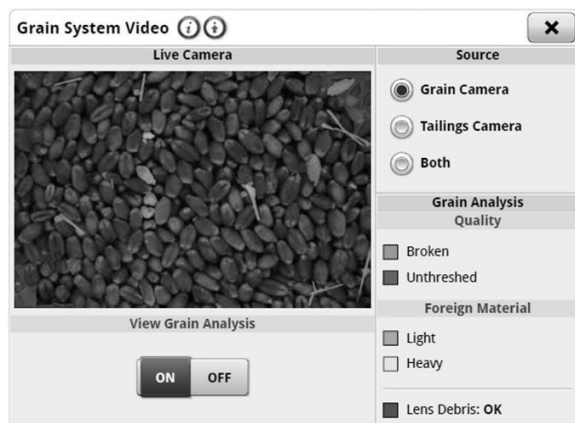 Grain System Video
Live Camera
Source
Grain Camera
Tailings Camera
Both
Grain Analysis
Quality
Broken
Unthreshed
Foreign Material
Light
Heavy
Lens Debris: OK
View Grain Analysis
ON OFF